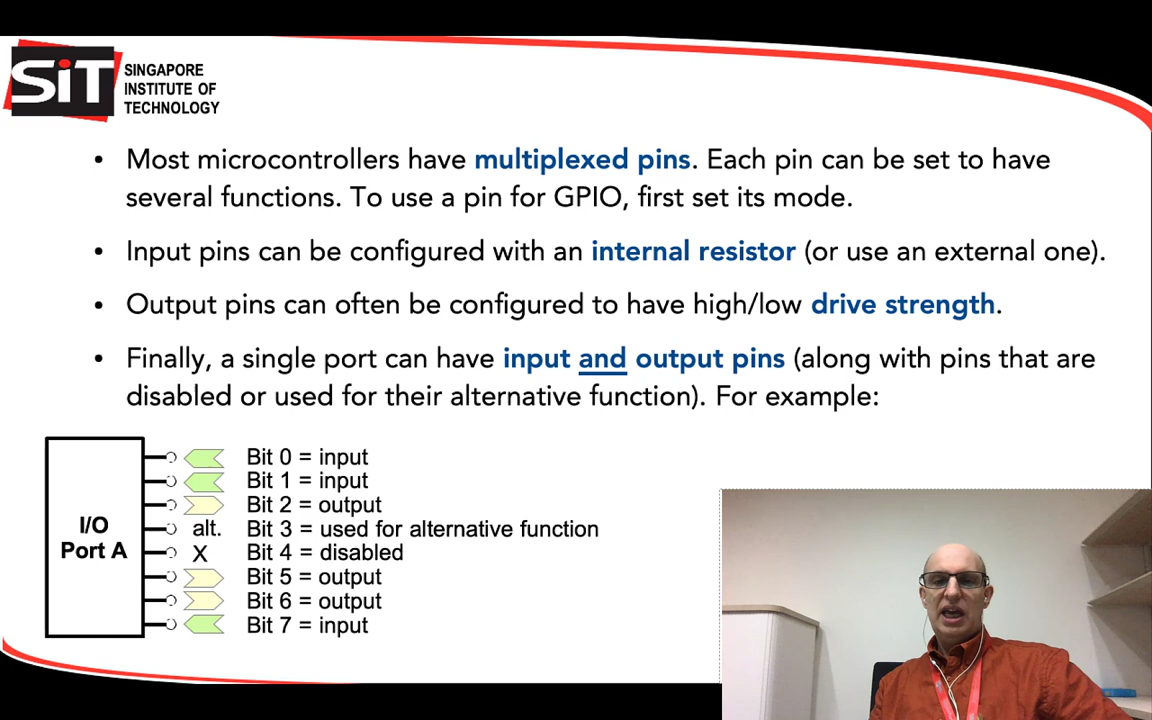 SiT
SINGAPORE
INSTITUTE OF
TECHNOLOGY
• Most microcontrollers have multiplexed pins. Each pin can be set to have
several functions. To use a pin for GPIO, first set its mode.
• Input pins can be configured with an internal resistor (or use an external one).
• Output pins can often be configured to have high/low drive strength.
• Finally, a single port can have input and output pins (along with pins that are
disabled or used for their alternative function). For example:
I/O
Port A
Bit 0 = input
Bit 1 = input
Bit 2 = output
alt. Bit 3 = used for alternative function
X Bit 4 = disabled
Bit 5 = output
Bit 6 = output
Bit 7 = input